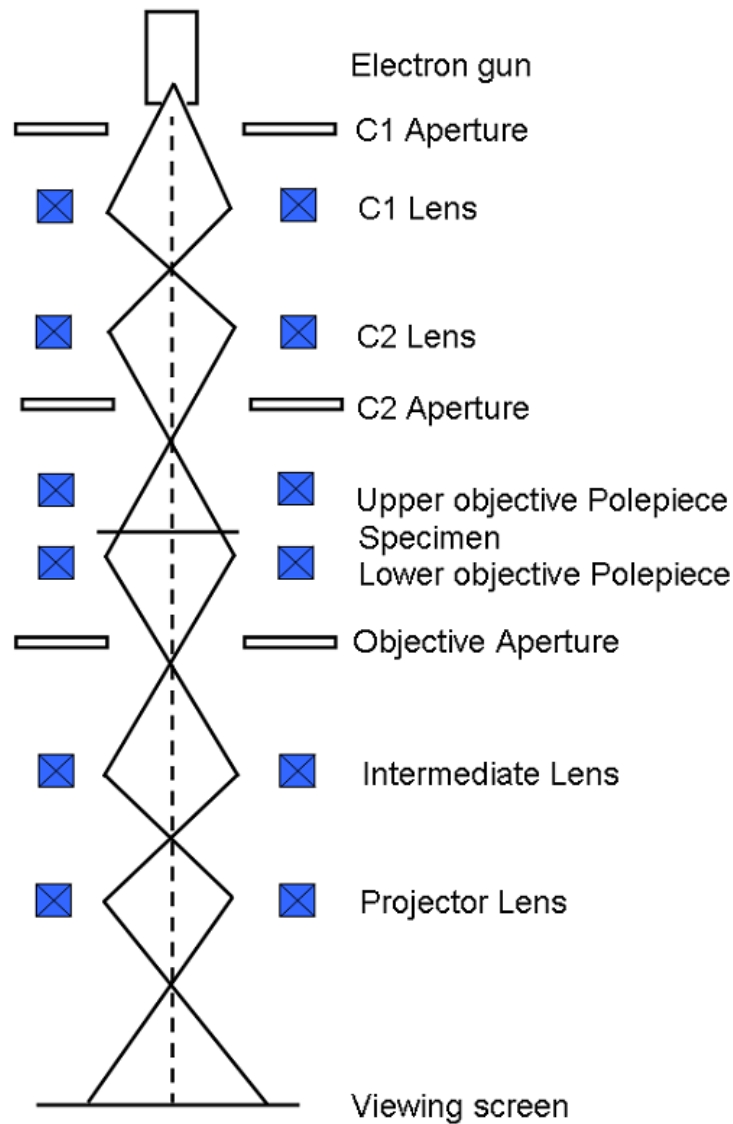 Electron gun
C1 Aperture
C1 Lens
C2 Lens
C2 Aperture
Upper objective Polepiece
Specimen
Lower objective Polepiece
Objective Aperture
Intermediate Lens
Projector Lens
Viewing screen